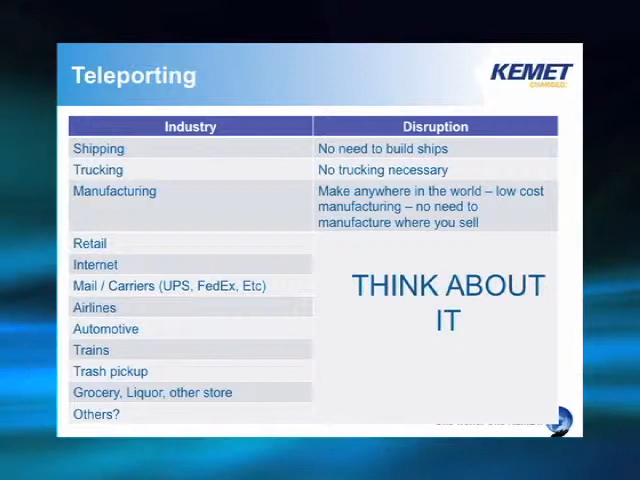 Teleporting
KEMET
CHARGED.
Industry Disruption
Shipping No need to build ships
Trucking No trucking necessary
Manufacturing Make anywhere in the world – low cost
manufacturing – no need to
manufacture where you sell
Retail
Internet
Mail / Carriers (UPS, FedEx, Etc)
Airlines
Automotive
Trains
Trash pickup
Grocery, Liquor, other store
Others?
THINK ABOUT
IT